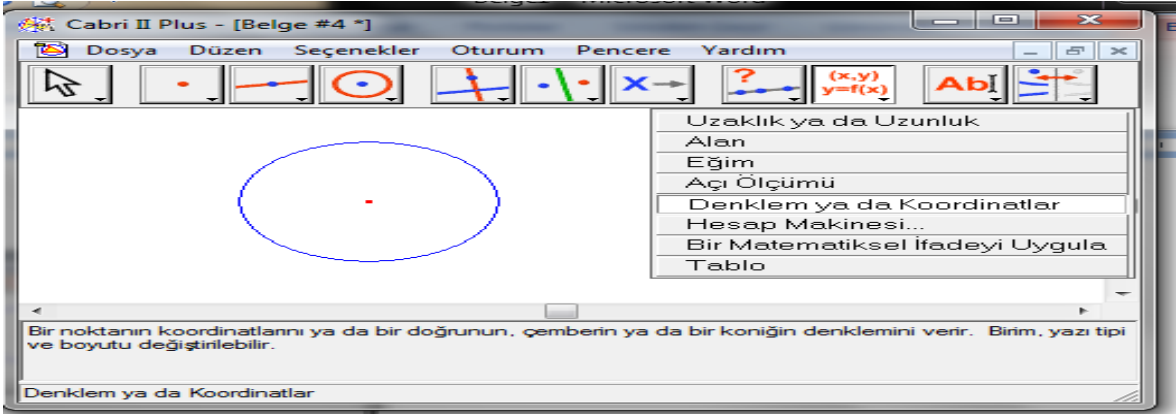 Cabri II Plus - [Belge #4 *]
Dosya Düzen Seçenekler Oturum Pencere Yardım
? (x,y)
y=f(x)
X
Ab
Uzaklık ya da Uzunluk
Alan
Eğim
Açı Ölçümü
Denklem ya da Koordinatlar
Hesap Makinesi...
Bir Matematiksel İfadeyi Uygula
Tablo
Bir noktanın koordinatlarını ya da bir doğrunun, çemberin ya da bir koniğin denklemini verir. Birim, yazı tipi
ve boyutu değiştirilebilir.
Denklem ya da Koordinatlar